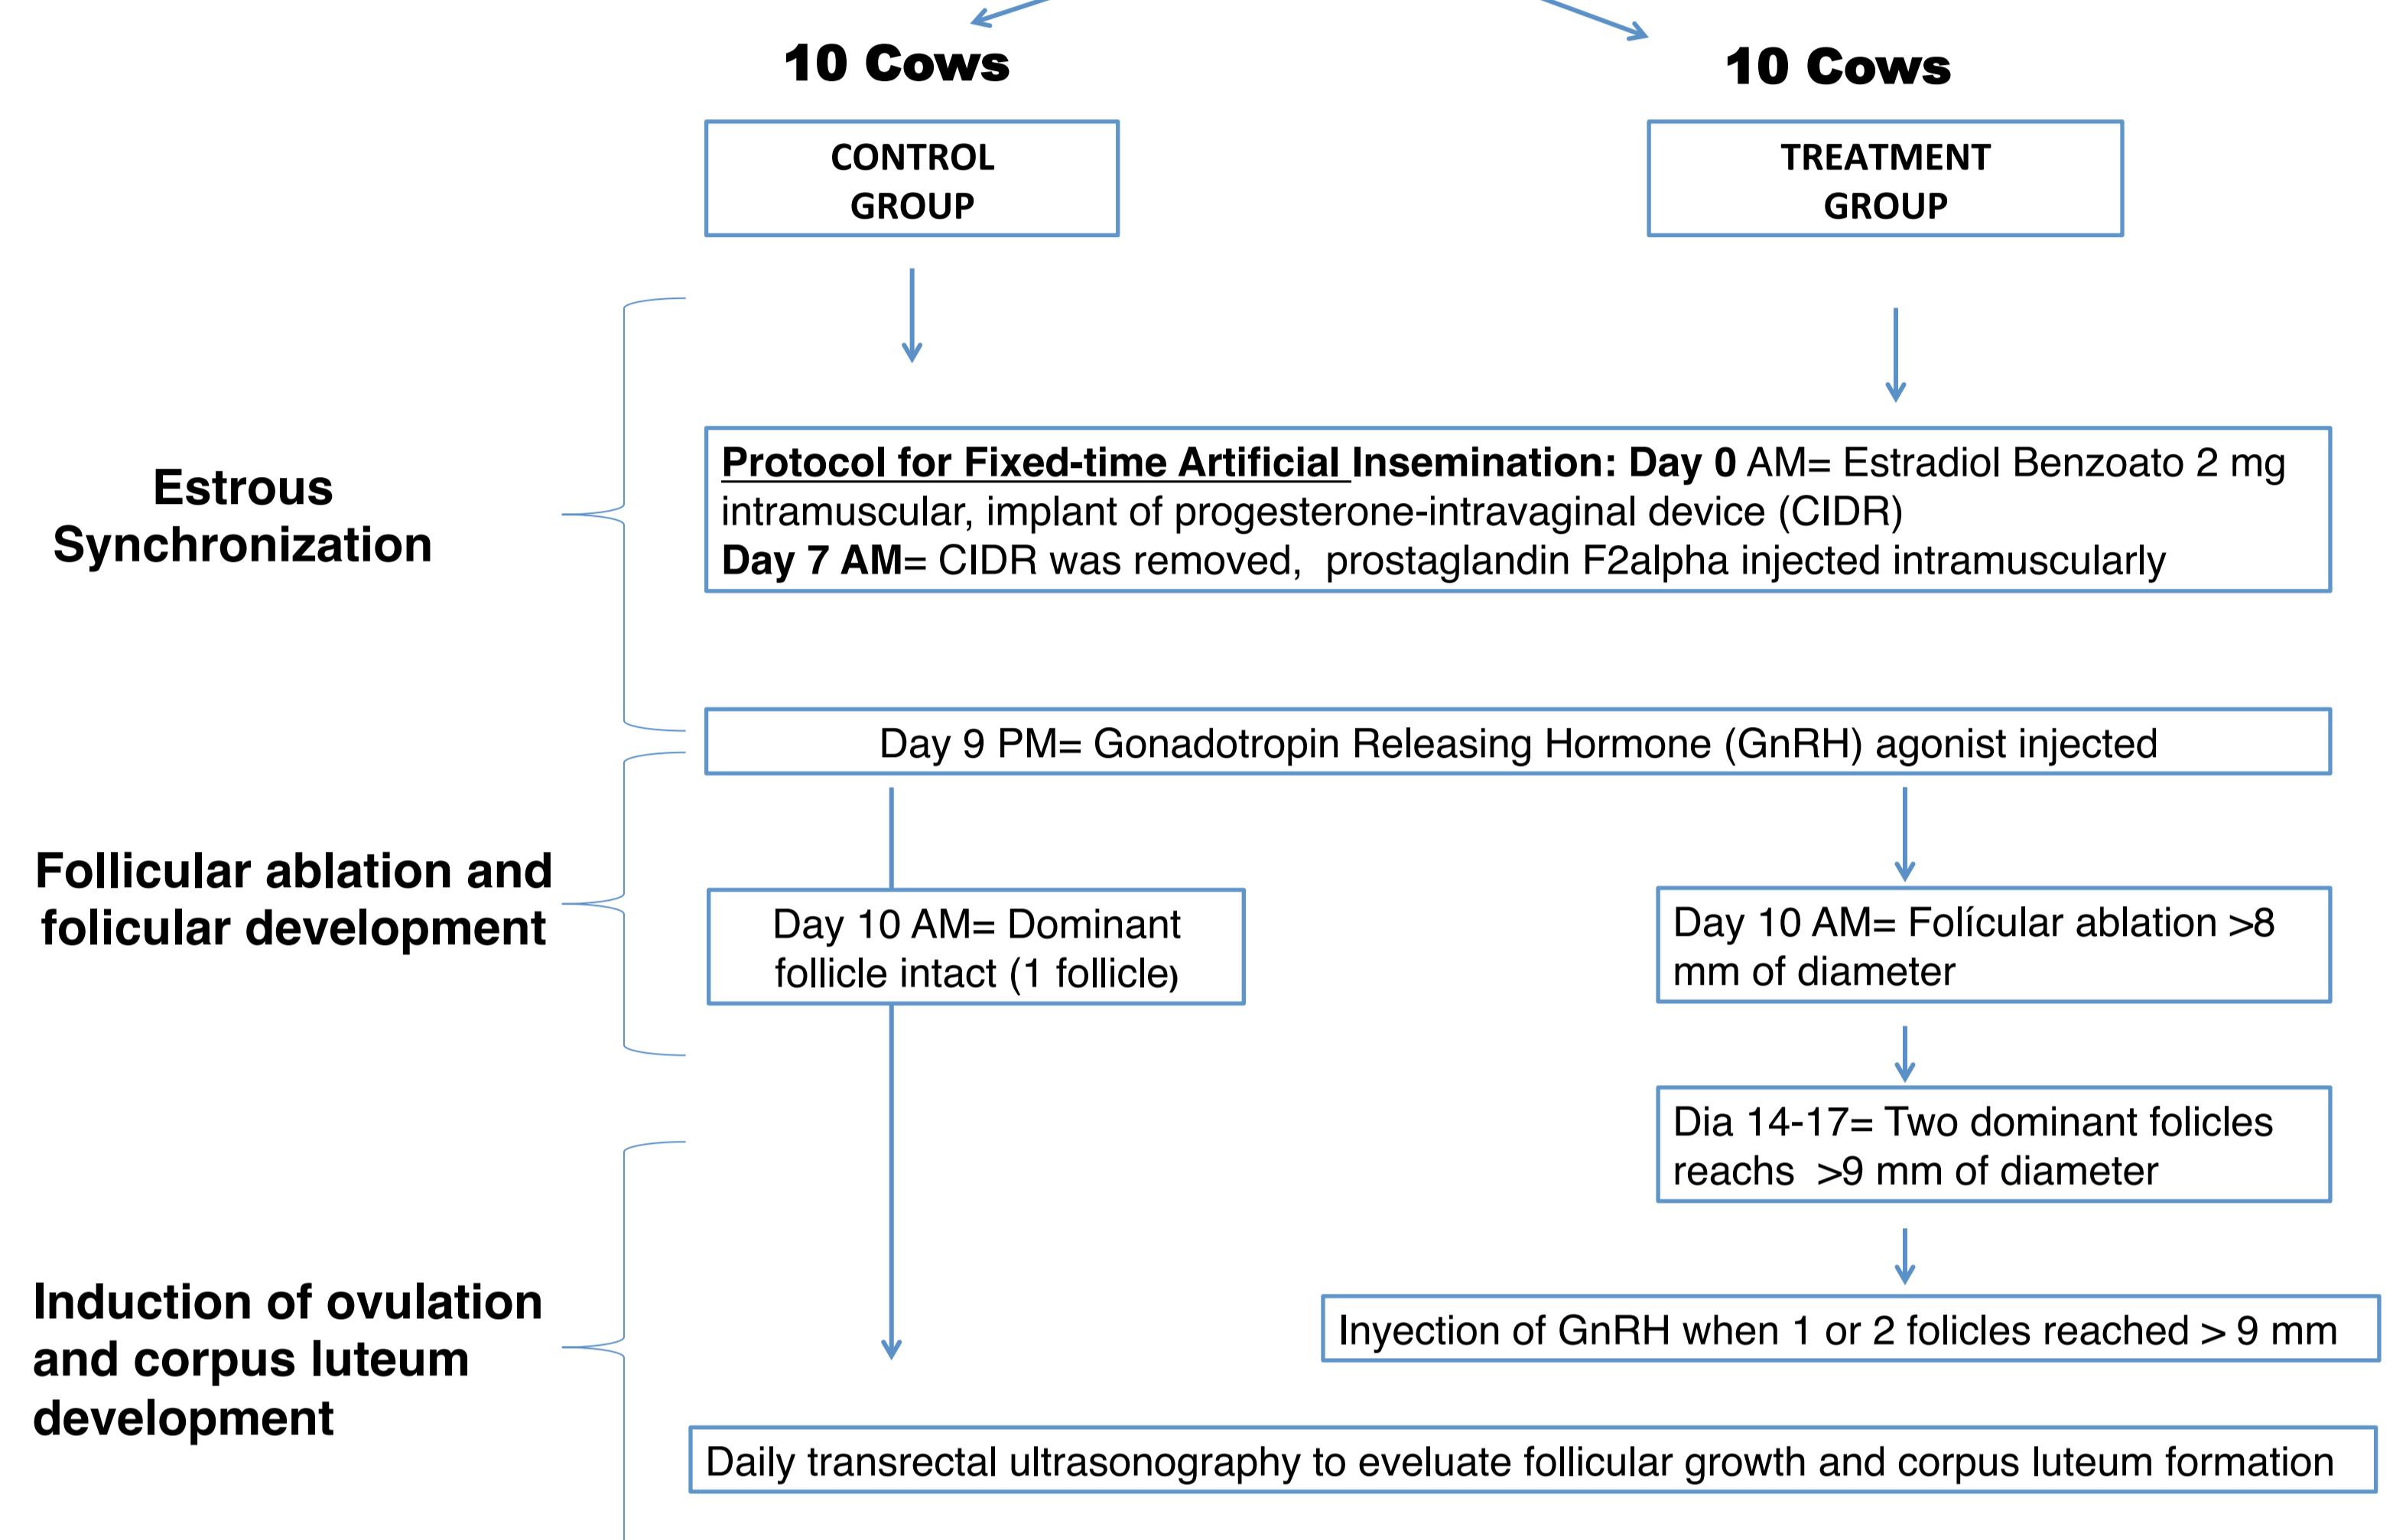 10 Cows
10 Cows
CONTROL
GROUP
TREATMENT
GROUP
Estrous
Synchronization
Protocol for Fixed-time Artificial Insemination: Day 0 AM= Estradiol Benzoato 2 mg
intramuscular, implant of progesterone-intravaginal device (CIDR)
Day 7 AM= CIDR was removed, prostaglandin F2alpha injected intramuscularly
Day 9 PM= Gonadotropin Releasing Hormone (GnRH) agonist injected
Follicular ablation and
folicular development
Day 10 AM= Dominant
follicle intact (1 follicle)
Day 10 AM= Folícular ablation >8
mm of diameter
Dia 14-17= Two dominant folicles
reachs >9 mm of diameter
Induction of ovulation
and corpus luteum
development
Inyection of GnRH when 1 or 2 folicles reached > 9 mm
Daily transrectal ultrasonography to eveluate follicular growth and corpus luteum formation